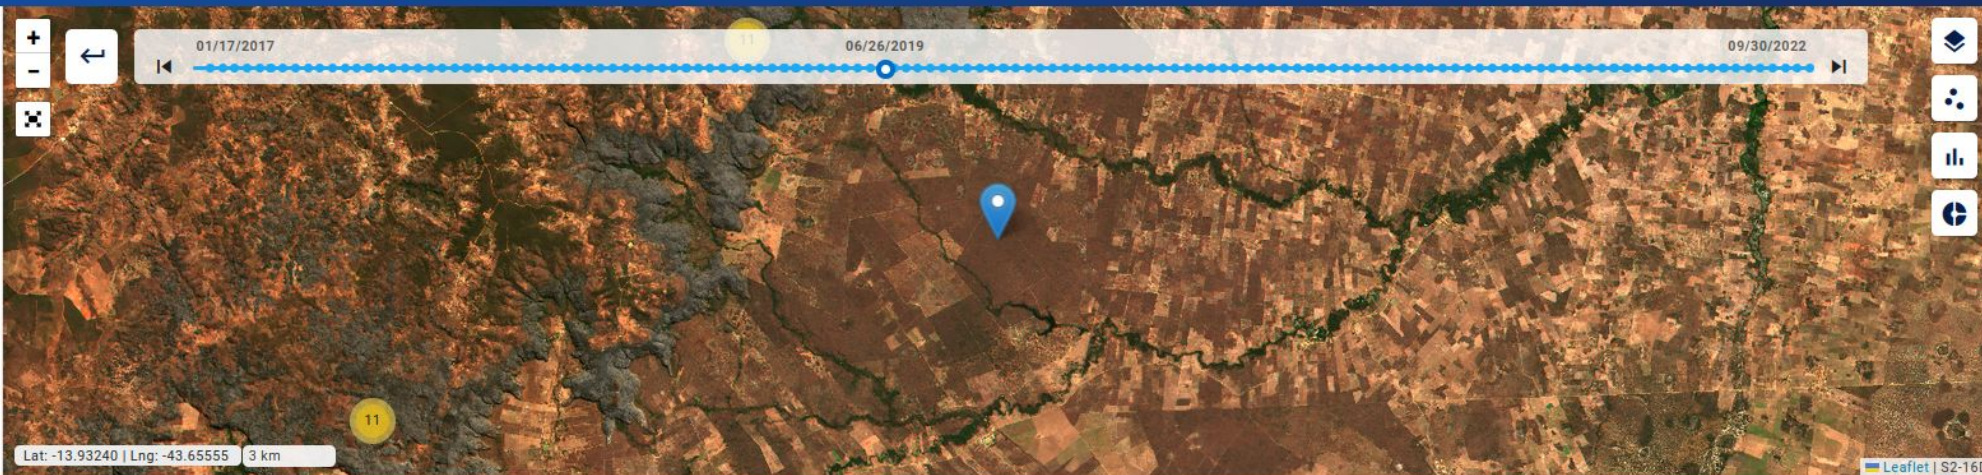 +
01/17/2017 06/26/2019 09/30/2022
-
11
11
Lat: -13.93240 | Lng: -43.65555 3 km
Leaflet | S2-16